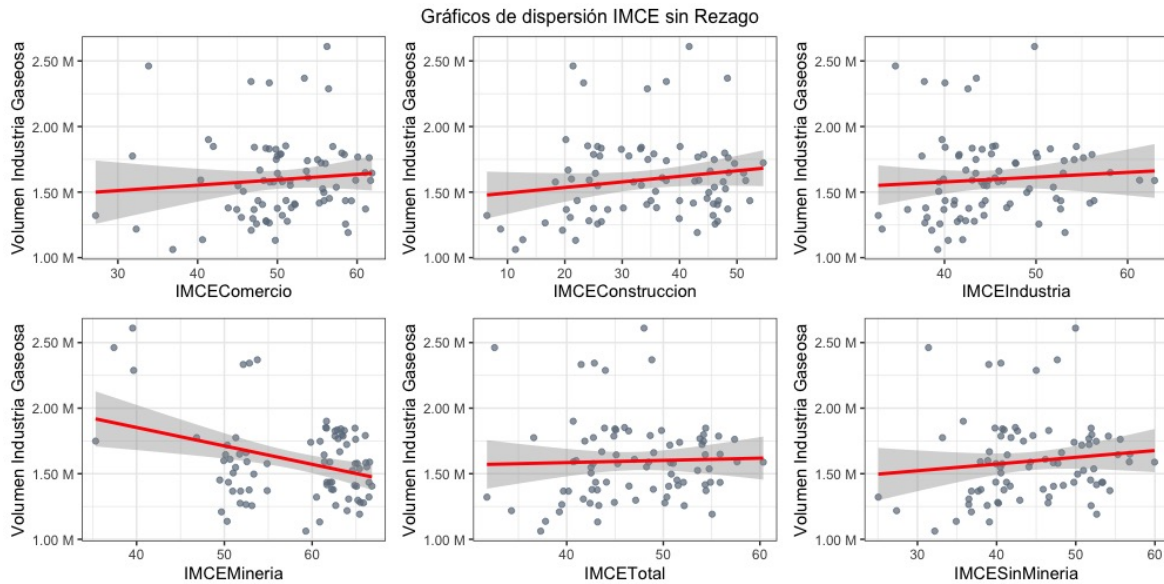 Gráficos de dispersión IMCE sin Rezago
Volumen Industria Gaseosa
2.50 M
2.00 M
1.50 M
1.00 M
30 40 50 60
IMCEComercio
Volumen Industria Gaseosa
2.50 M
2.00 M
1.50 M
1.00 M
10 20 30 40 50
IMCEConstruccion
Volumen Industria Gaseosa
2.50 M
2.00 M
1.50 M
1.00 M
40 50 60
IMCEIndustria
Volumen Industria Gaseosa
2.50 M
2.00 M
1.50 M
1.00 M
40 50 60
IMCEMineria
Volumen Industria Gaseosa
2.50 M
2.00 M
1.50 M
1.00 M
40 50 60
IMCETotal
Volumen Industria Gaseosa
2.50 M
2.00 M
1.50 M
1.00 M
30 40 50 60
IMCESinMineria